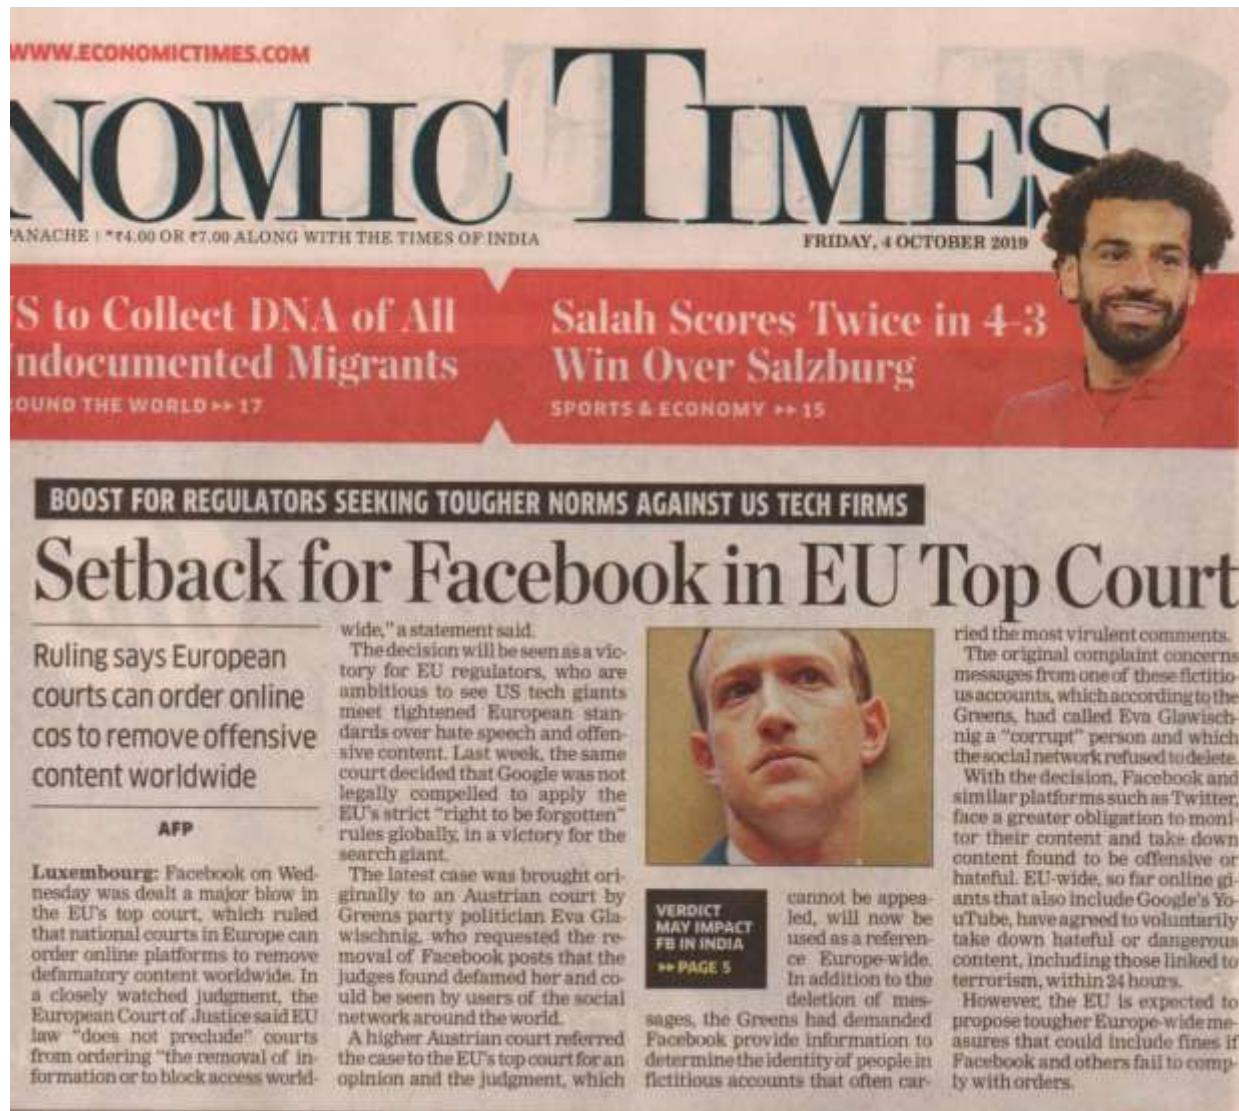 WWW.ECONOMICTIMES.COM
NOMIC TIMES
PANACHE | *₹4.00 OR ₹7.00 ALONG WITH THE TIMES OF INDIA
FRIDAY, 4 OCTOBER 2019
S to Collect DNA of All
ndocumented Migrants
OUND THE WORLD ▸▸ 17
Salah Scores Twice in 4-3
Win Over Salzburg
SPORTS & ECONOMY ▸▸ 15
BOOST FOR REGULATORS SEEKING TOUGHER NORMS AGAINST US TECH FIRMS
Setback for Facebook in EU Top Court
Ruling says European
courts can order online
cos to remove offensive
content worldwide
AFP
Luxembourg: Facebook on Wed-
nesday was dealt a major blow in
the EU's top court, which ruled
that national courts in Europe can
order online platforms to remove
defamatory content worldwide. In
a closely watched judgment, the
European Court of Justice said EU
law "does not preclude" courts
from ordering "the removal of in-
formation or to block access world-
wide," a statement said.
The decision will be seen as a vic-
tory for EU regulators, who are
ambitious to see US tech giants
meet tightened European stan-
dards over hate speech and offen-
sive content. Last week, the same
court decided that Google was not
legally compelled to apply the
EU's strict "right to be forgotten"
rules globally, in a victory for the
search giant.
The latest case was brought ori-
ginally to an Austrian court by
Greens party politician Eva Gla-
wischnig, who requested the re-
moval of Facebook posts that the
judges found defamed her and co-
uld be seen by users of the social
network around the world.
A higher Austrian court referred
the case to the EU's top court for an
opinion and the judgment, which
VERDICT
MAY IMPACT
FB IN INDIA
▸▸ PAGE 5
cannot be appea-
led, will now be
used as a referen-
ce Europe-wide.
In addition to the
deletion of mes-
sages, the Greens had demanded
Facebook provide information to
determine the identity of people in
fictitious accounts that often car-
ried the most virulent comments.
The original complaint concerns
messages from one of these fictitio-
us accounts, which according to the
Greens, had called Eva Glawisch-
nig a "corrupt" person and which
the social network refused to delete.
With the decision, Facebook and
similar platforms such as Twitter,
face a greater obligation to moni-
tor their content and take down
content found to be offensive or
hateful. EU-wide, so far online gi-
ants that also include Google's Yo-
uTube, have agreed to voluntarily
take down hateful or dangerous
content, including those linked to
terrorism, within 24 hours.
However, the EU is expected to
propose tougher Europe-wide me-
asures that could include fines if
Facebook and others fail to comp-
ly with orders.